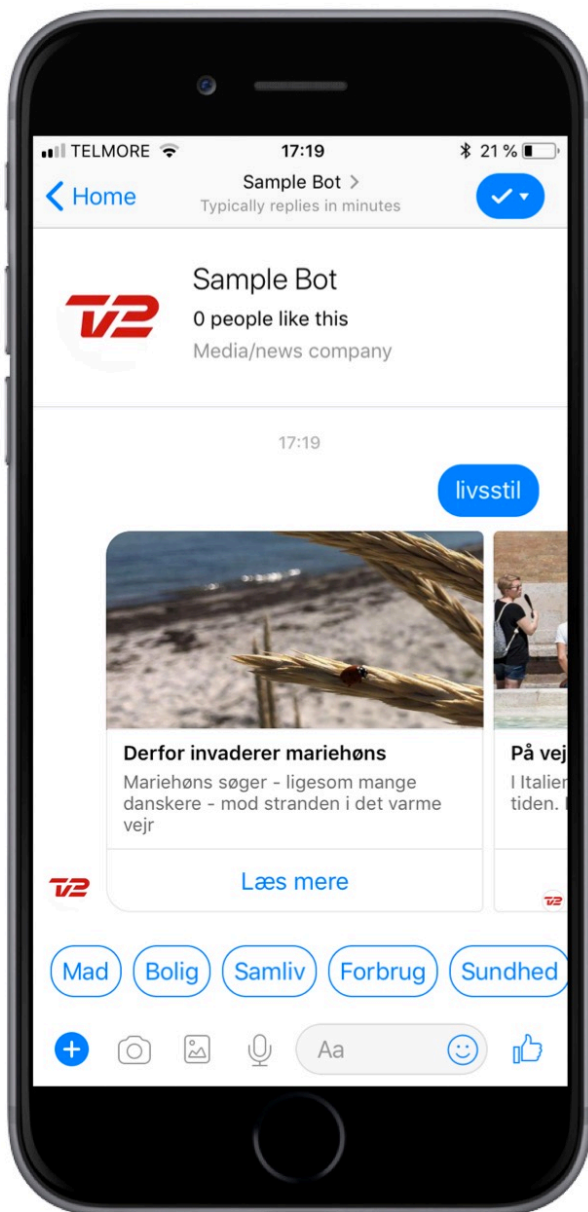 TELMORE 17:19 21 %
Home Sample Bot >
Typically replies in minutes
TV2 Sample Bot
0 people like this
Media/news company
17:19
livsstil
Derfor invaderer mariehøns
Mariehøns søger - ligesom mange
danskere - mod stranden i det varme
vejr
Læs mere
På vej
I Italien
tiden.
TV2
TV2
Mad Bolig Samliv Forbrug Sundhed
Aa